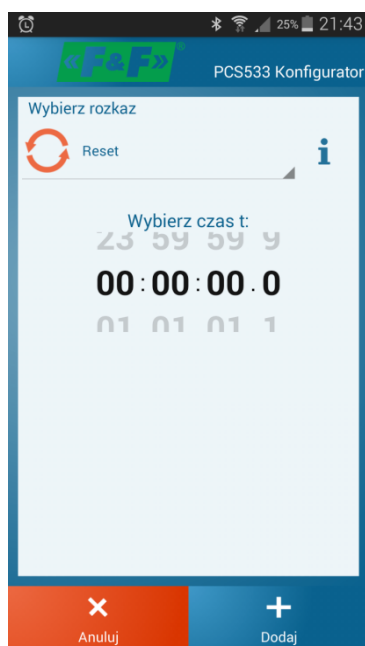 25% 21:43
«F&F»® PCS533 Konfigurator
Wybierz rozkaz
Reset
i
Wybierz czas t:
23 59 59 9
00 : 00 : 00 . 0
01 01 01 1
Anuluj Dodaj